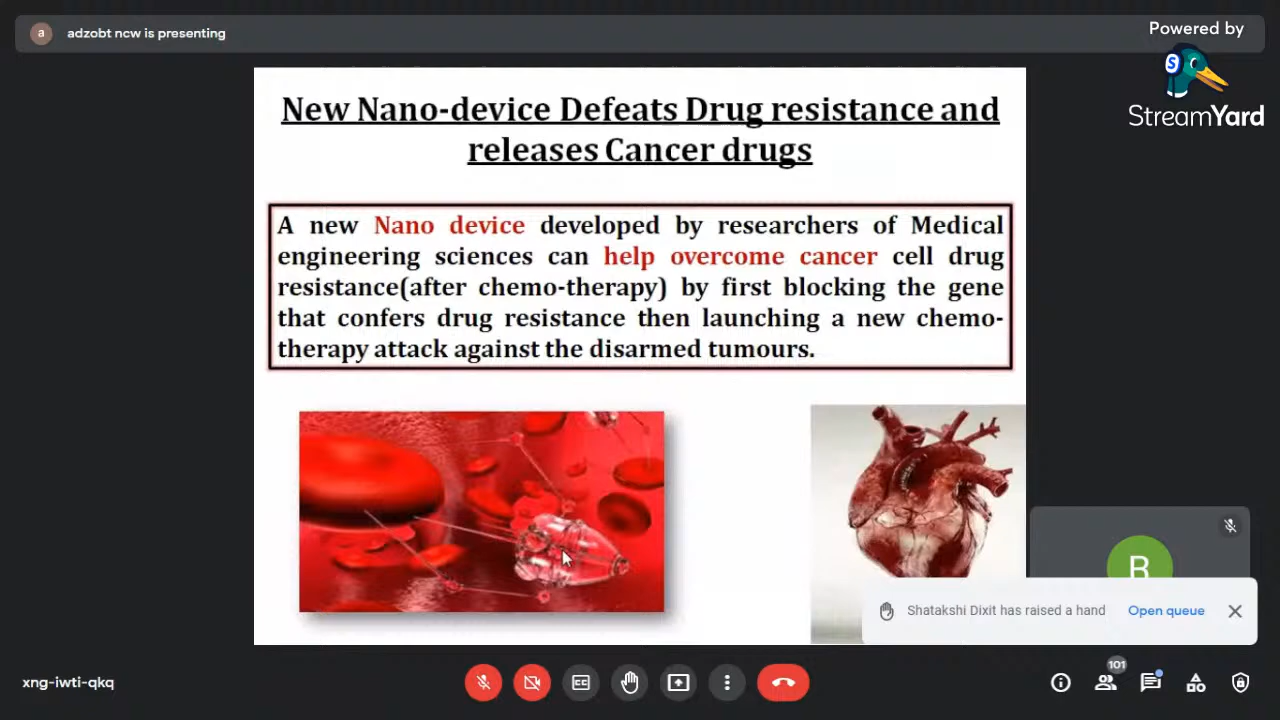 a
adzobt ncw is presenting
Powered by
S
StreamYard
New Nano-device Defeats Drug resistance and
releases Cancer drugs
A new Nano device developed by researchers of Medical
engineering sciences can help overcome cancer cell drug
resistance(after chemo-therapy) by first blocking the gene
that confers drug resistance then launching a new chemo-
therapy attack against the disarmed tumours.
Shatakshi Dixit has raised a hand
Open queue
xng-iwti-qkq
101